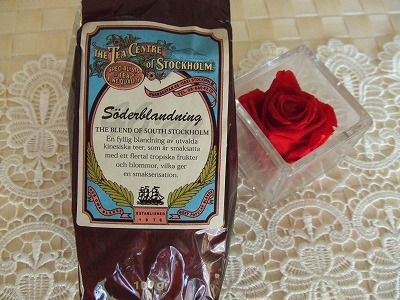 THE TEA CENTRE
OF STOCKHOLM
Söderblandning
THE BLEND OF SOUTH STOCKHOLM
En fyllig blandning av utvalda
kinesiska teer, som är smaksatta
med ett flertal tropiska frukter
och blommor, vilka ger
en smaksensation.
ESTABLISHED
1979
100g